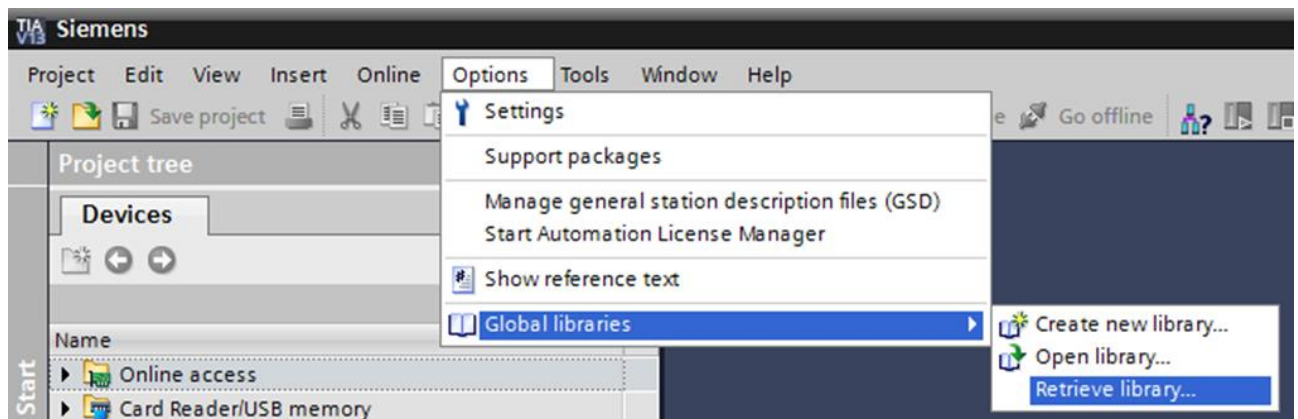 TIA V13 Siemens
Project Edit View Insert Online Options Tools Window Help
Save project Go offline
Settings
Support packages
Manage general station description files (GSD)
Start Automation License Manager
Show reference text
Global libraries
Create new library...
Open library...
Retrieve library...
Project tree
Devices
Name
Online access
Card Reader/USB memory
Start